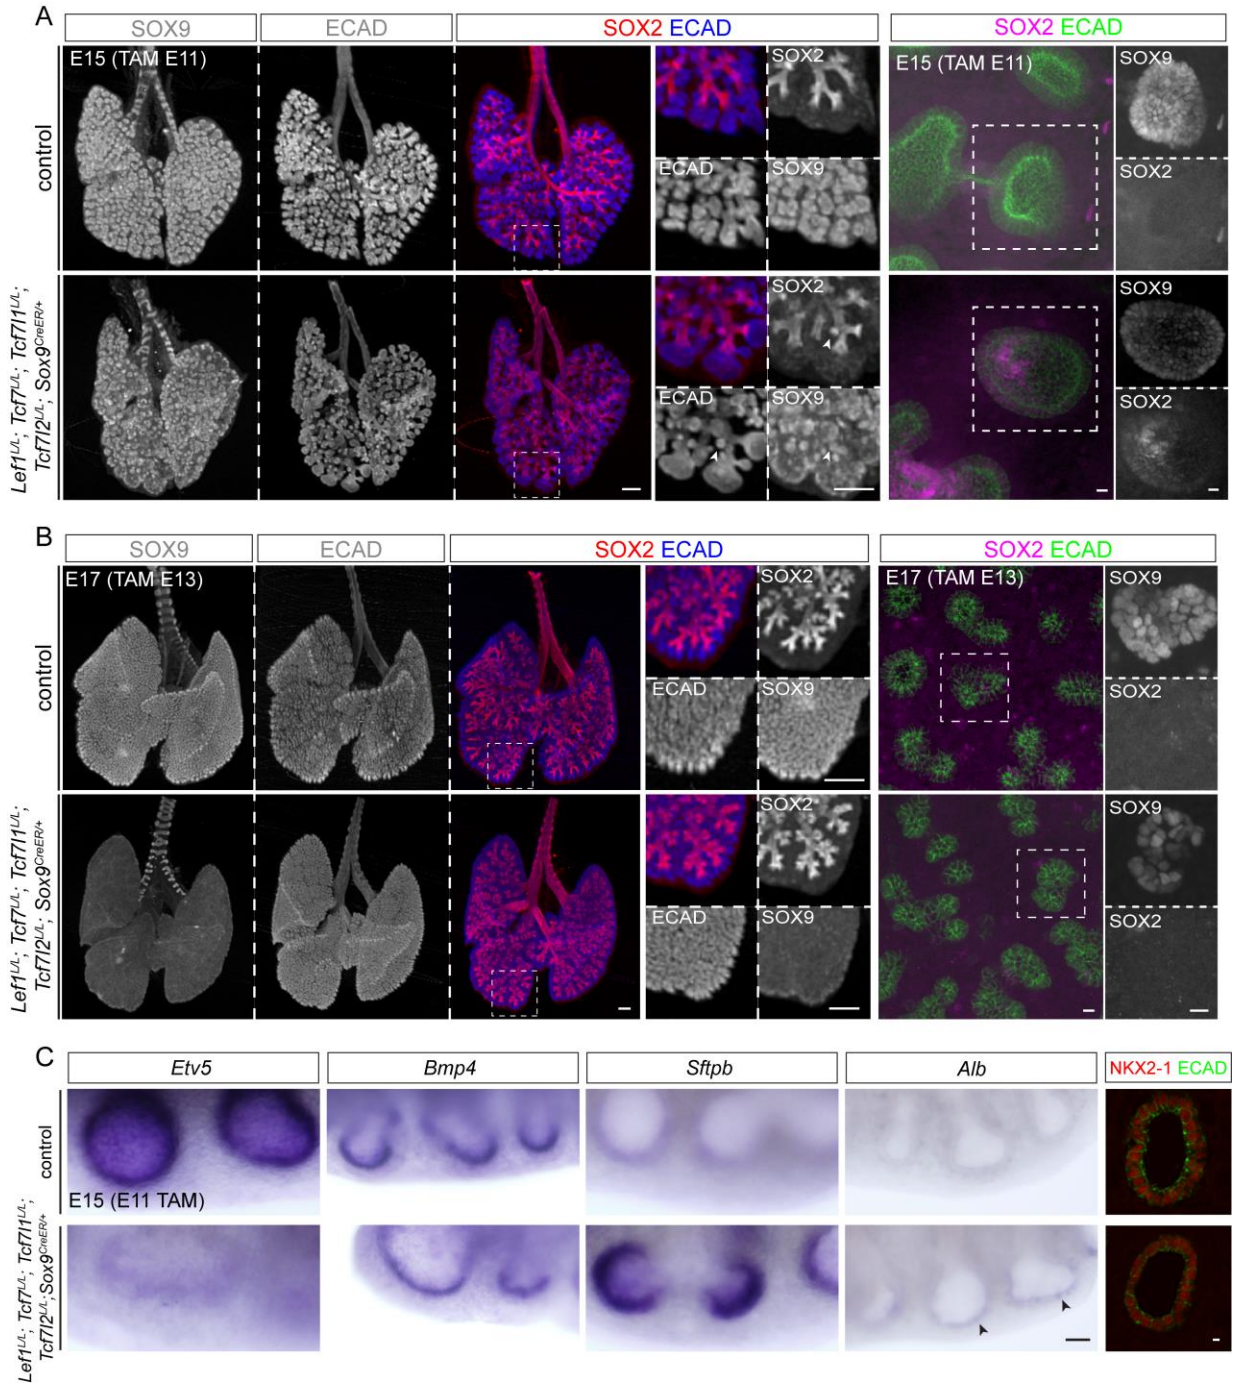 A
SOX9
ECAD
SOX2 ECAD
SOX2 ECAD
control
E15 (TAM E11)
SOX2
ECAD
SOX9
E15 (TAM E11)
SOX9
SOX2
Lef1L/L; Tcf7L/L; Tcf7l1L/L;
Tcf7l2L/L; Sox9CreER/+
SOX2
ECAD
SOX9
SOX9
SOX2
B
SOX9
ECAD
SOX2 ECAD
SOX2 ECAD
control
E17 (TAM E13)
SOX2
ECAD
SOX9
E17 (TAM E13)
SOX9
SOX2
Lef1L/L; Tcf7L/L; Tcf7l1L/L;
Tcf7l2L/L; Sox9CreER/+
SOX2
ECAD
SOX9
SOX9
SOX2
C
Etv5
Bmp4
Sftpb
Alb
NKX2-1 ECAD
control
E15 (E11 TAM)
Lef1L/L; Tcf7L/L; Tcf7l1L/L;
Tcf7l2L/L;Sox9CreER/+